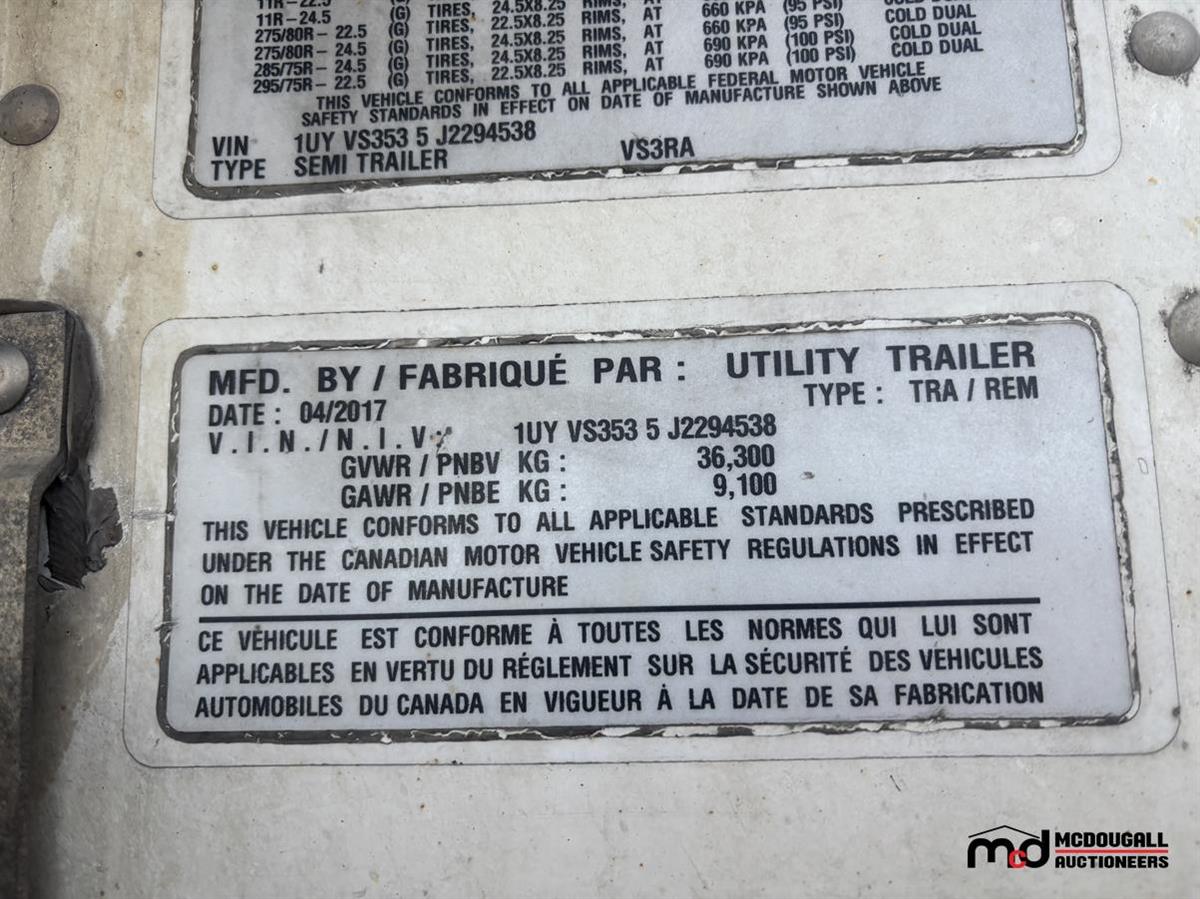 11R-22.5 (G) TIRES, 24.5X8.25 RIMS, AT 660 KPA (95 PSI) COLD DUAL
11R-24.5 (G) TIRES, 22.5X8.25 RIMS, AT 660 KPA (95 PSI) COLD DUAL
275/80R-22.5 (G) TIRES, 24.5X8.25 RIMS, AT 690 KPA (100 PSI) COLD DUAL
275/80R-24.5 (G) TIRES, 24.5X8.25 RIMS, AT 690 KPA (100 PSI) COLD DUAL
285/75R-24.5 (G) TIRES, 22.5X8.25 RIMS, AT
295/75R-22.5
THIS VEHICLE CONFORMS TO ALL APPLICABLE FEDERAL MOTOR VEHICLE
SAFETY STANDARDS IN EFFECT ON DATE OF MANUFACTURE SHOWN ABOVE
VIN 1UY VS353 5 J2294538
TYPE SEMI TRAILER VS3RA
MFD. BY / FABRIQUÉ PAR : UTILITY TRAILER
DATE : 04/2017 TYPE : TRA / REM
V.I.N./N.I.V: 1UY VS353 5 J2294538
GVWR / PNBV KG : 36,300
GAWR / PNBE KG : 9,100
THIS VEHICLE CONFORMS TO ALL APPLICABLE STANDARDS PRESCRIBED
UNDER THE CANADIAN MOTOR VEHICLE SAFETY REGULATIONS IN EFFECT
ON THE DATE OF MANUFACTURE
CE VÉHICULE EST CONFORME À TOUTES LES NORMES QUI LUI SONT
APPLICABLES EN VERTU DU RÉGLEMENT SUR LA SÉCURITÉ DES VÉHICULES
AUTOMOBILES DU CANADA EN VIGUEUR À LA DATE DE SA FABRICATION
mcd MCDOUGALL
AUCTIONEERS